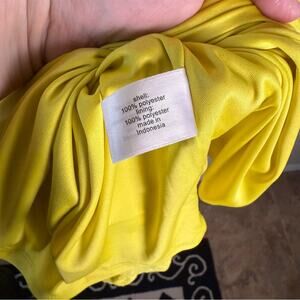 shell:
100% polyester
lining:
100% polyester
made in
Indonesia